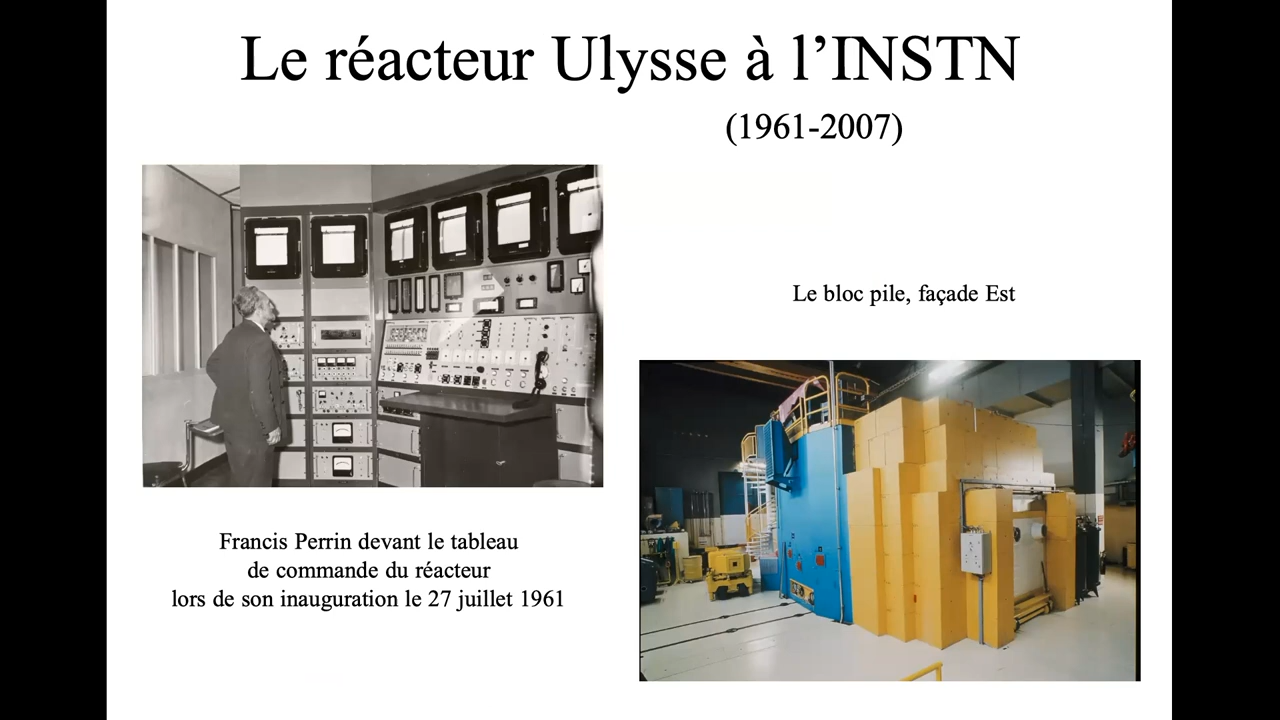 Le réacteur Ulysse à l’INSTN
(1961-2007)
Le bloc pile, façade Est
Francis Perrin devant le tableau
de commande du réacteur
lors de son inauguration le 27 juillet 1961